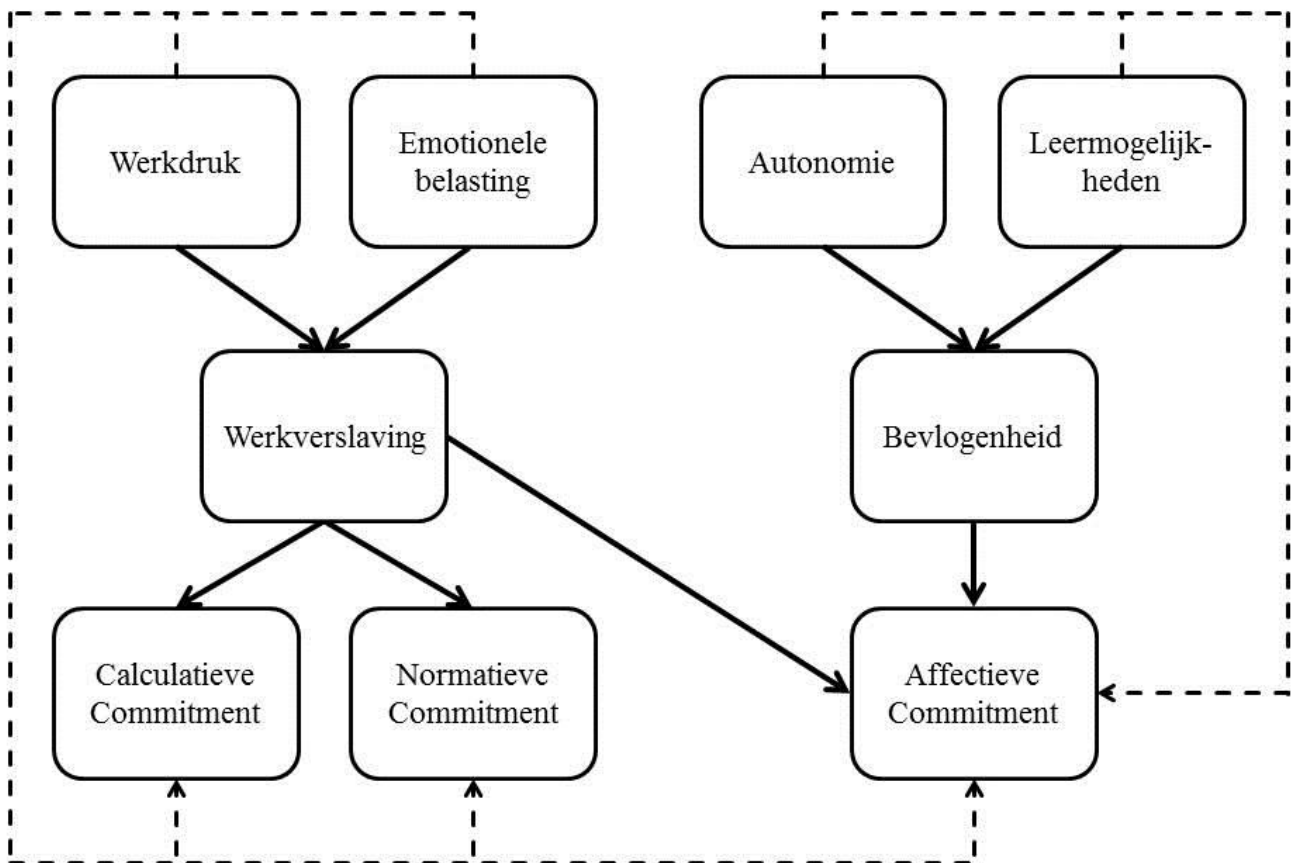 Werkdruk
Emotionele
belasting
Autonomie
Leermogelijk-
heden
Werkverslaving
Bevlogenheid
Calculatieve
Commitment
Normatieve
Commitment
Affectieve
Commitment